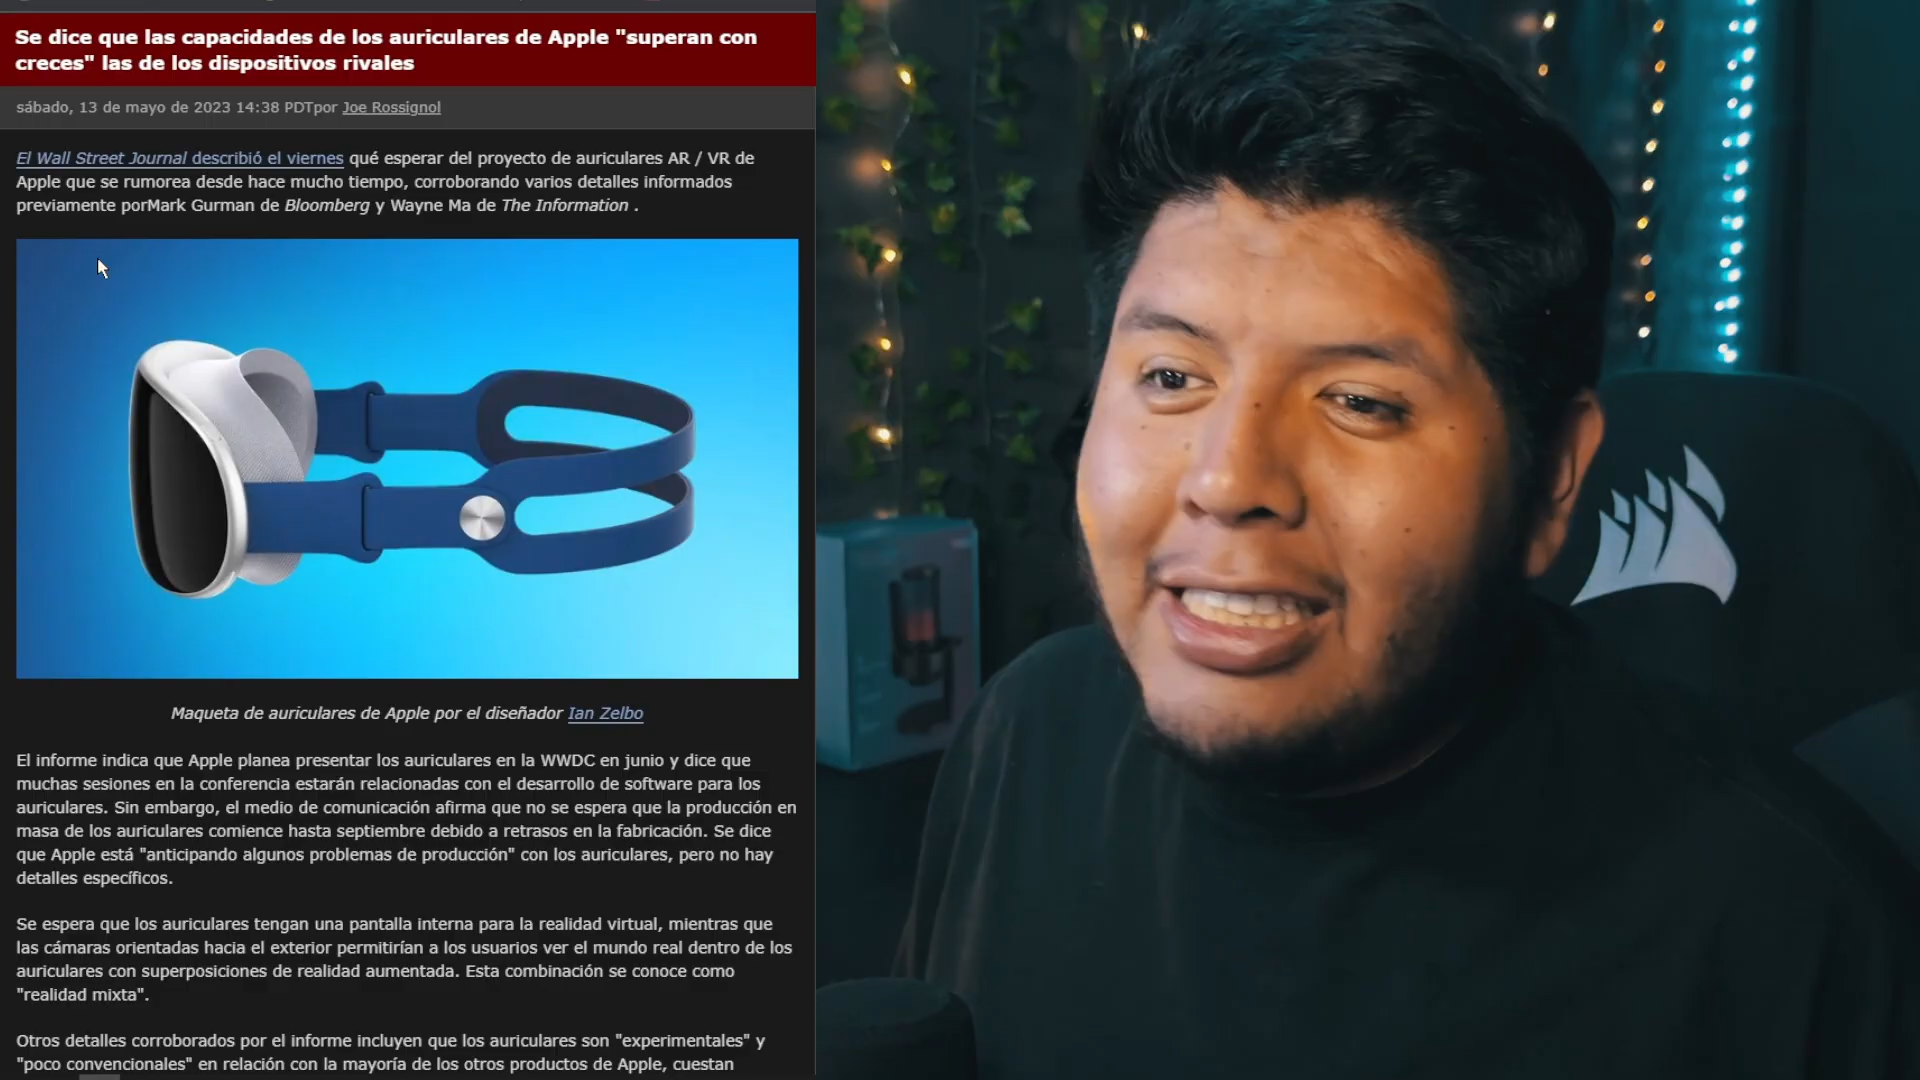 Se dice que las capacidades de los auriculares de Apple "superan con
creces" las de los dispositivos rivales
sábado, 13 de mayo de 2023 14:38 PDTpor Joe Rossignol
El Wall Street Journal describió el viernes qué esperar del proyecto de auriculares AR / VR de
Apple que se rumorea desde hace mucho tiempo, corroborando varios detalles informados
previamente porMark Gurman de Bloomberg y Wayne Ma de The Information .
Maqueta de auriculares de Apple por el diseñador Ian Zelbo
El informe indica que Apple planea presentar los auriculares en la WWDC en junio y dice que
muchas sesiones en la conferencia estarán relacionadas con el desarrollo de software para los
auriculares. Sin embargo, el medio de comunicación afirma que no se espera que la producción en
masa de los auriculares comience hasta septiembre debido a retrasos en la fabricación. Se dice
que Apple está "anticipando algunos problemas de producción" con los auriculares, pero no hay
detalles específicos.
Se espera que los auriculares tengan una pantalla interna para la realidad virtual, mientras que
las cámaras orientadas hacia el exterior permitirían a los usuarios ver el mundo real dentro de los
auriculares con superposiciones de realidad aumentada. Esta combinación se conoce como
"realidad mixta".
Otros detalles corroborados por el informe incluyen que los auriculares son "experimentales" y
"poco convencionales" en relación con la mayoría de los otros productos de Apple, cuestan